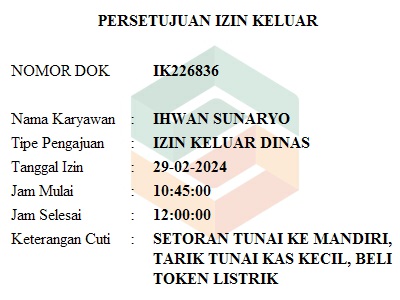 PERSETUJUAN IZIN KELUAR
NOMOR DOK IK226836
Nama Karyawan : IHWAN SUNARYO
Tipe Pengajuan : IZIN KELUAR DINAS
Tanggal Izin : 29-02-2024
Jam Mulai : 10:45:00
Jam Selesai : 12:00:00
Keterangan Cuti : SETORAN TUNAI KE MANDIRI,
TARIK TUNAI KAS KECIL, BELI
TOKEN LISTRIK